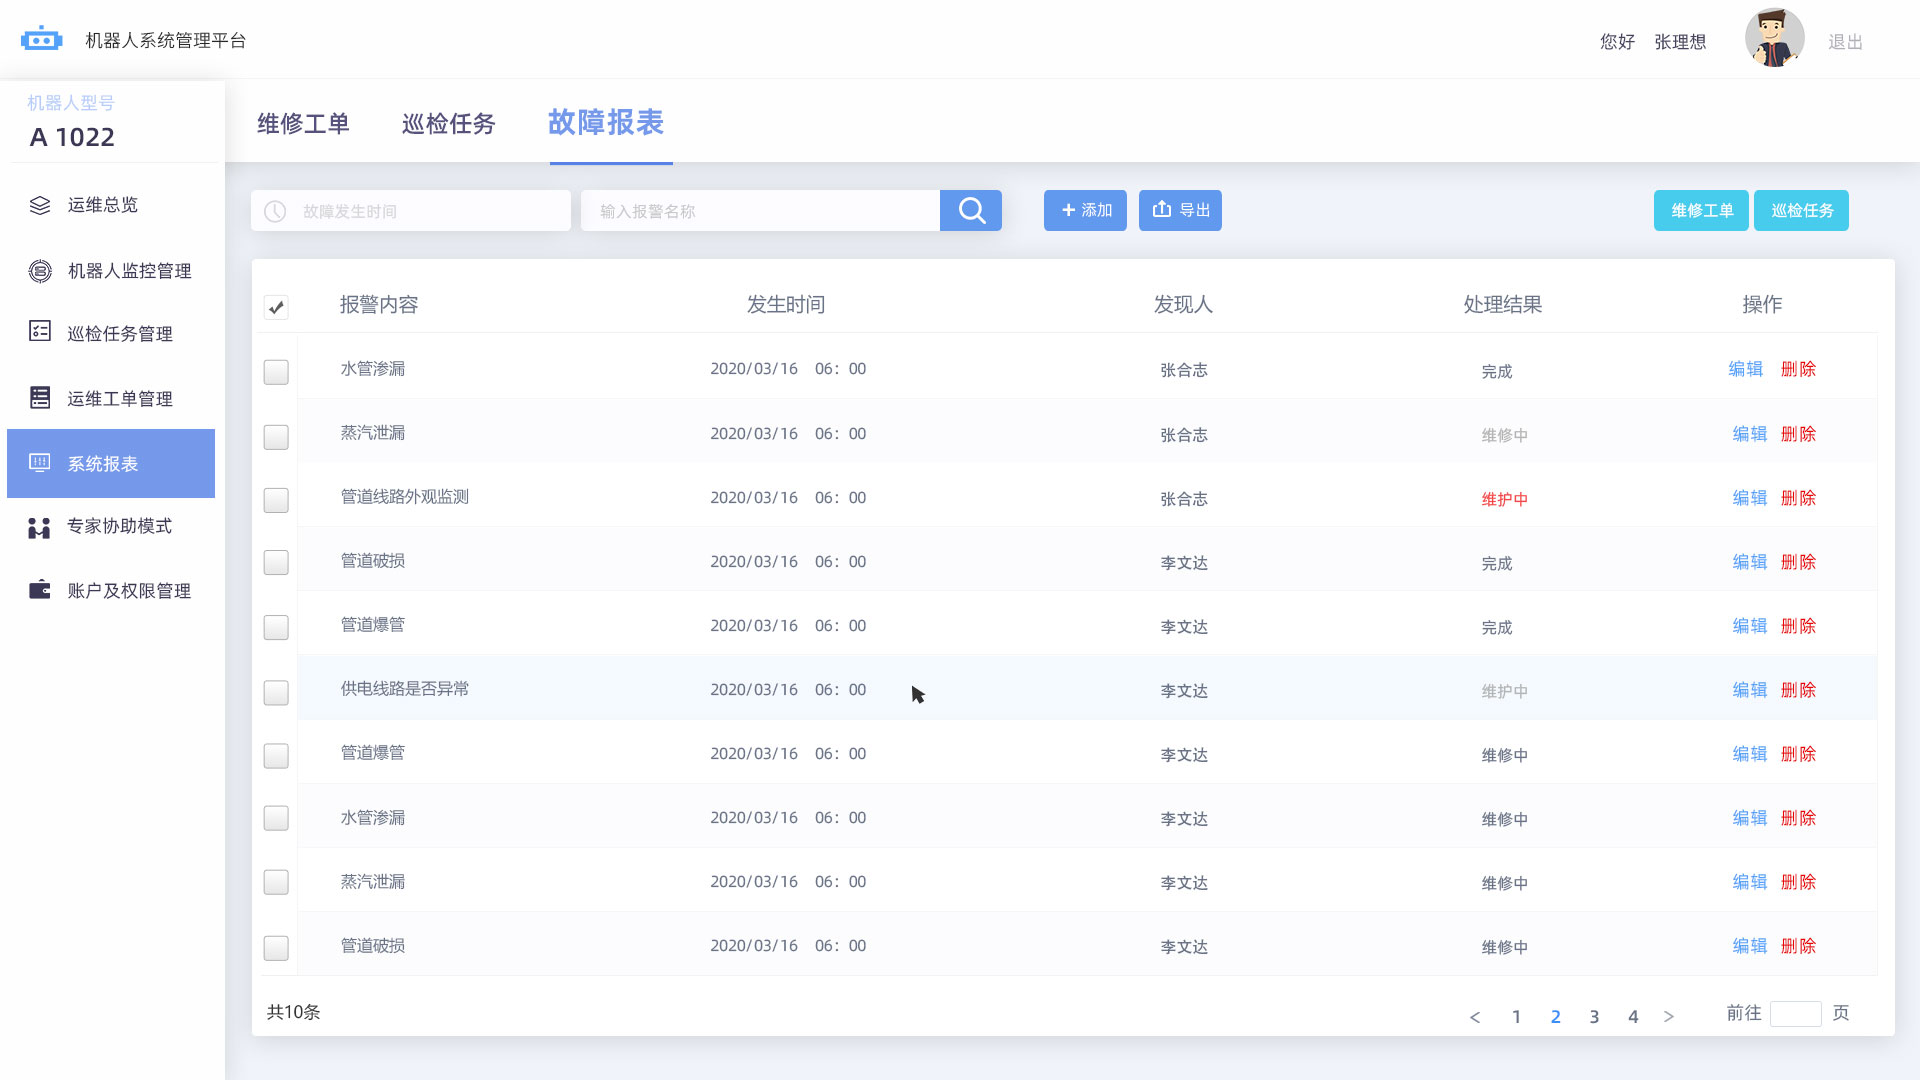 机器人系统管理平台
您好 张理想 退出
机器人型号
A 1022
运维总览
机器人监控管理
巡检任务管理
运维工单管理
系统报表
专家协助模式
账户及权限管理
维修工单 巡检任务 故障报表
故障发生时间 输入报警名称 添加 导出 维修工单 巡检任务
报警内容 发生时间 发现人 处理结果 操作
水管渗漏 2020/03/16 06：00 张合志 完成 编辑 删除
蒸汽泄漏 2020/03/16 06：00 张合志 维修中 编辑 删除
管道线路外观监测 2020/03/16 06：00 张合志 维护中 编辑 删除
管道破损 2020/03/16 06：00 李文达 完成 编辑 删除
管道爆管 2020/03/16 06：00 李文达 完成 编辑 删除
供电线路是否异常 2020/03/16 06：00 李文达 维护中 编辑 删除
管道爆管 2020/03/16 06：00 李文达 维修中 编辑 删除
水管渗漏 2020/03/16 06：00 李文达 维修中 编辑 删除
蒸汽泄漏 2020/03/16 06：00 李文达 维修中 编辑 删除
管道破损 2020/03/16 06：00 李文达 维修中 编辑 删除
共10条 < 1 2 3 4 > 前往 页